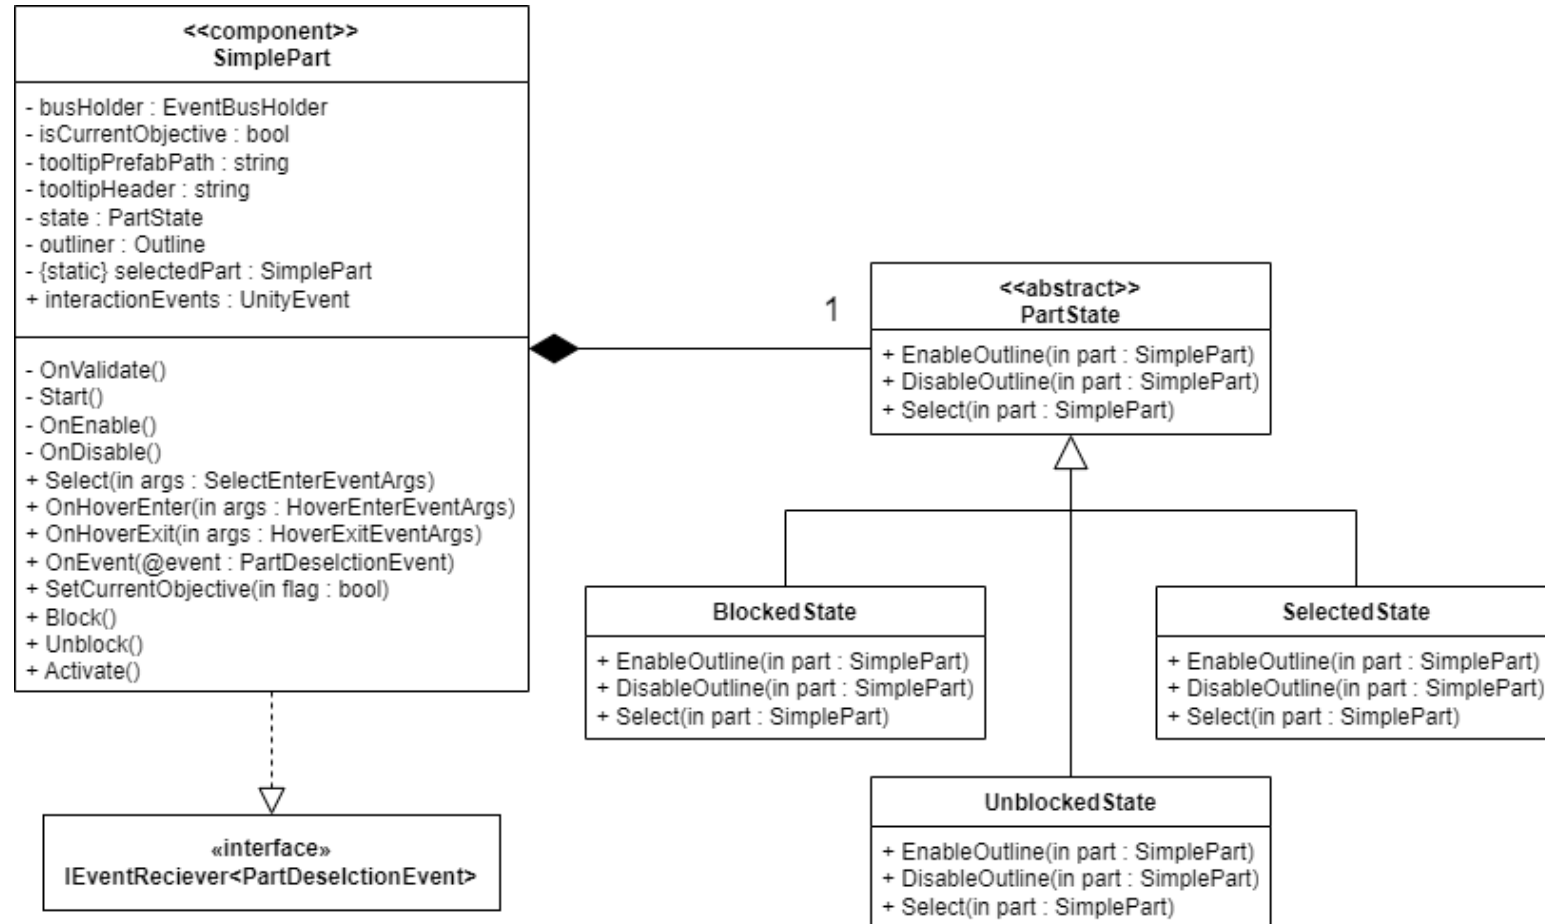 <<component>>
SimplePart
- busHolder : EventBusHolder
- isCurrentObjective : bool
- tooltipPrefabPath : string
- tooltipHeader : string
- state : PartState
- outliner : Outline
- {static} selectedPart : SimplePart
+ interactionEvents : UnityEvent
- OnValidate()
- Start()
- OnEnable()
- OnDisable()
+ Select(in args : SelectEnterEventArgs)
+ OnHoverEnter(in args : HoverEnterEventArgs)
+ OnHoverExit(in args : HoverExitEventArgs)
+ OnEvent(@event : PartDeselctionEvent)
+ SetCurrentObjective(in flag : bool)
+ Block()
+ Unblock()
+ Activate()
«interface»
IEventReciever<PartDeselctionEvent>
1
<<abstract>>
PartState
+ EnableOutline(in part : SimplePart)
+ DisableOutline(in part : SimplePart)
+ Select(in part : SimplePart)
BlockedState
+ EnableOutline(in part : SimplePart)
+ DisableOutline(in part : SimplePart)
+ Select(in part : SimplePart)
SelectedState
+ EnableOutline(in part : SimplePart)
+ DisableOutline(in part : SimplePart)
+ Select(in part : SimplePart)
UnblockedState
+ EnableOutline(in part : SimplePart)
+ DisableOutline(in part : SimplePart)
+ Select(in part : SimplePart)